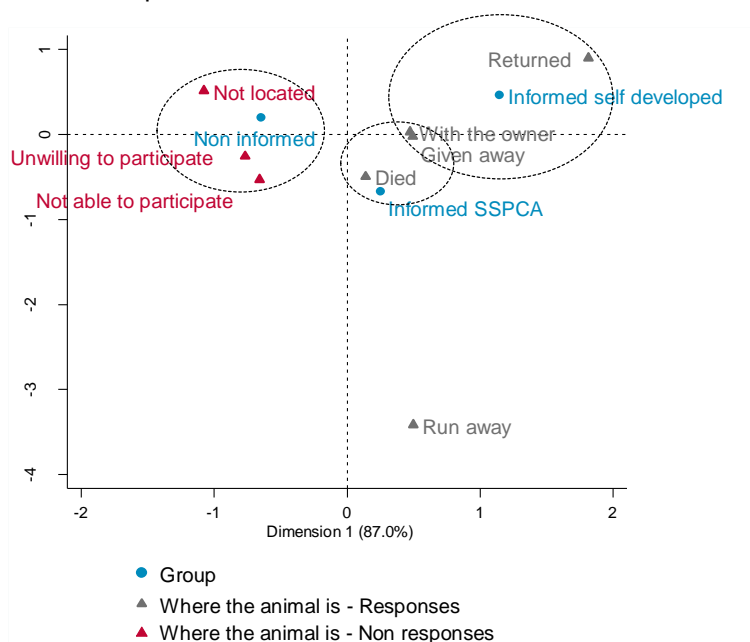 1
Returned
Not located
Informed self developed
0
Non informed
With the owner
Unwilling to participate
Given away
Died
Not able to participate
-1
Informed SSPCA
-2
-3
Run away
-4
-2 -1 0 1 2
Dimension 1 (87.0%)
Group
Where the animal is - Responses
Where the animal is - Non responses